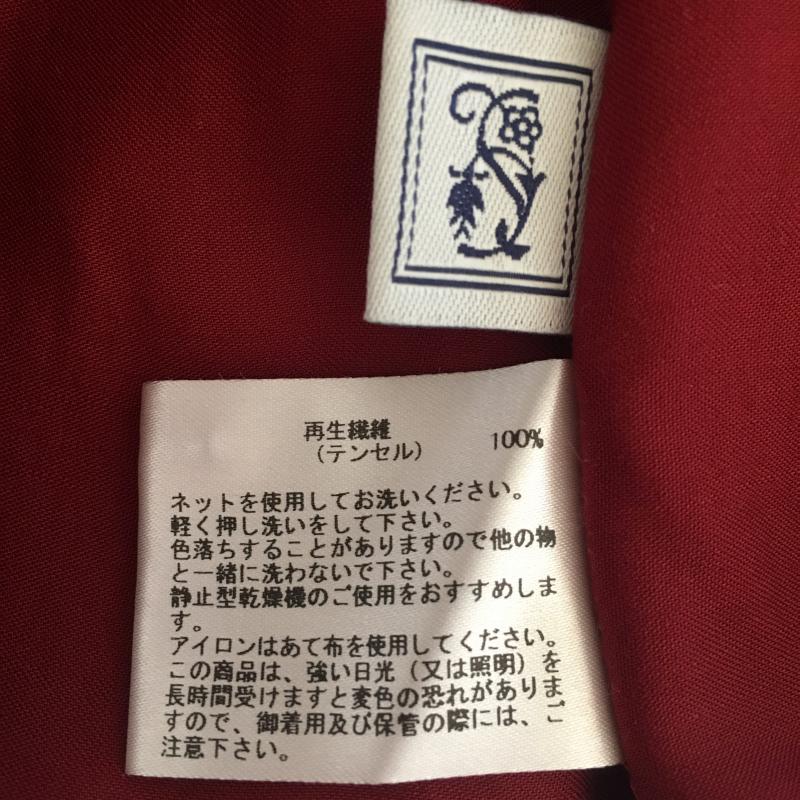 再生繊維
(テンセル) 100%
ネットを使用してお洗いください。
軽く押し洗いをして下さい。
色落ちすることがありますので他の物
と一緒に洗わないで下さい。
静止型乾燥機のご使用をおすすめしま
す。
アイロンはあて布を使用してください。
この商品は、強い日光(又は照明)を
長時間受けますと変色の恐れがありま
すので、御着用及び保管の際には、ご
注意下さい。